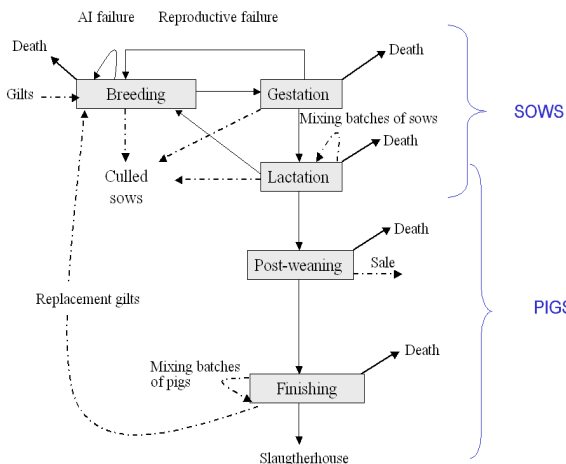 AI failure
Reproductive failure
Death
Death
Gilts
Breeding
Gestation
Mixing batches of sows
SOWS
Death
Culled
sows
Lactation
Death
Post-weaning
Sale
Replacement gilts
PIGS
Mixing batches
of pigs
Death
Finishing
Slaugtherhouse